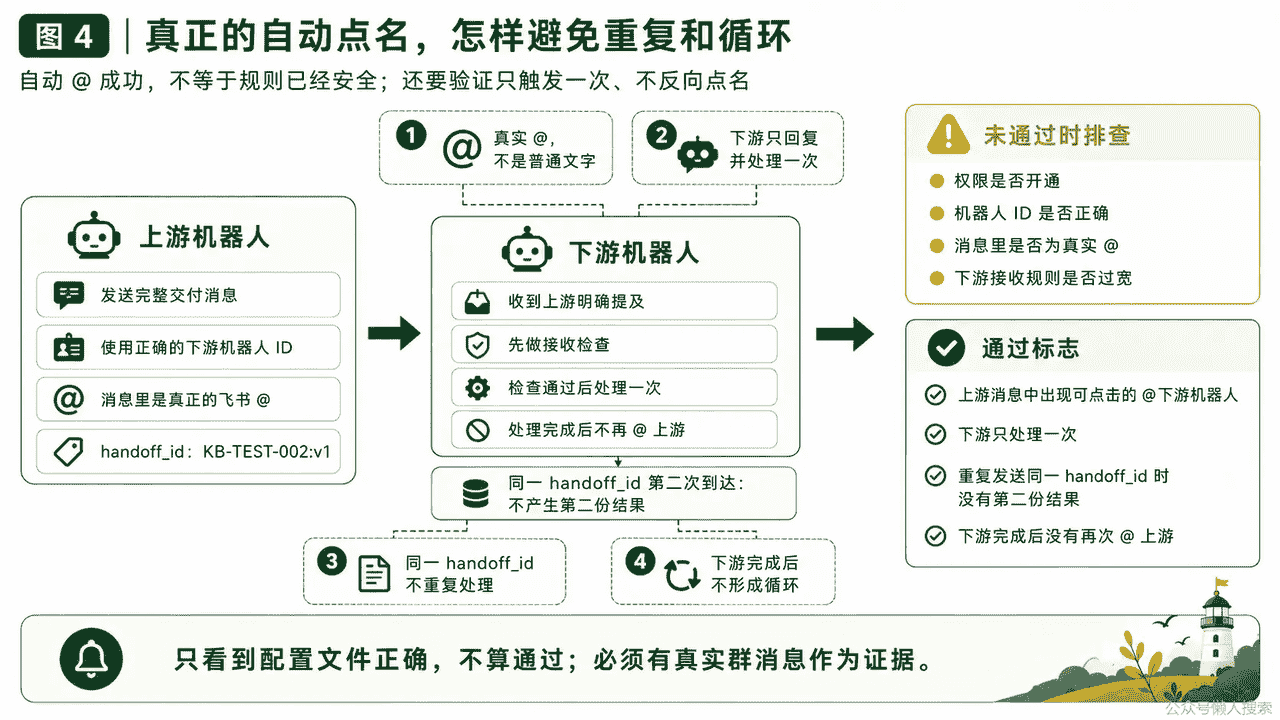 图 4
真正的自动点名，怎样避免重复和循环
自动 @ 成功，不等于规则已经安全；还要验证只触发一次、不反向点名
1
@
真实 @，
不是普通文字
2
下游只回复
并处理一次
上游机器人
发送完整交付消息
使用正确的下游机器人 ID
@
消息里是真正的飞书 @
handoff_id：KB-TEST-002:v1
下游机器人
收到上游明确提及
先做接收检查
检查通过后处理一次
处理完成后不再 @ 上游
同一 handoff_id 第二次到达：
不产生第二份结果
3
同一 handoff_id
不重复处理
4
下游完成后
不形成循环
未通过时排查
权限是否开通
机器人 ID 是否正确
消息里是否为真实 @
下游接收规则是否过宽
通过标志
上游消息中出现可点击的 @下游机器人
下游只处理一次
重复发送同一 handoff_id 时
没有第二份结果
下游完成后没有再次 @ 上游
只看到配置文件正确，不算通过；必须有真实群消息作为证据。
公众号懒人搜索